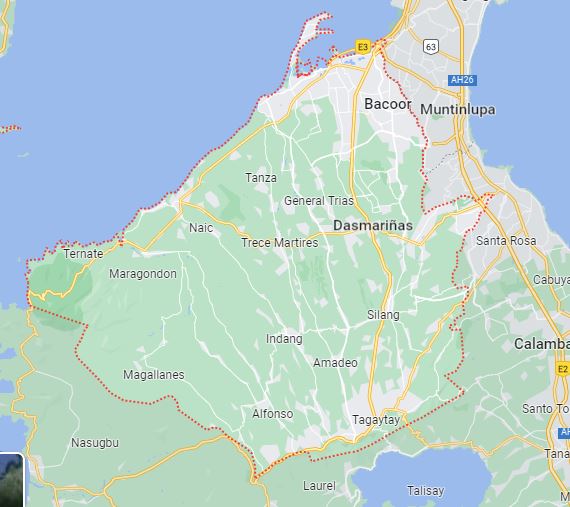 E3
63
AH26
Bacoor
Muntinlupa
Tanza
General Trias
Dasmariñas
Naic
Trece Martires
Santa Rosa
Ternate
Maragondon
Cabuya
Silang
Indang
Calamba
Amadeo
E2
Magallanes
Alfonso
Santo To
Tagaytay
Nasugbu
Tana
Laurel
Talisay